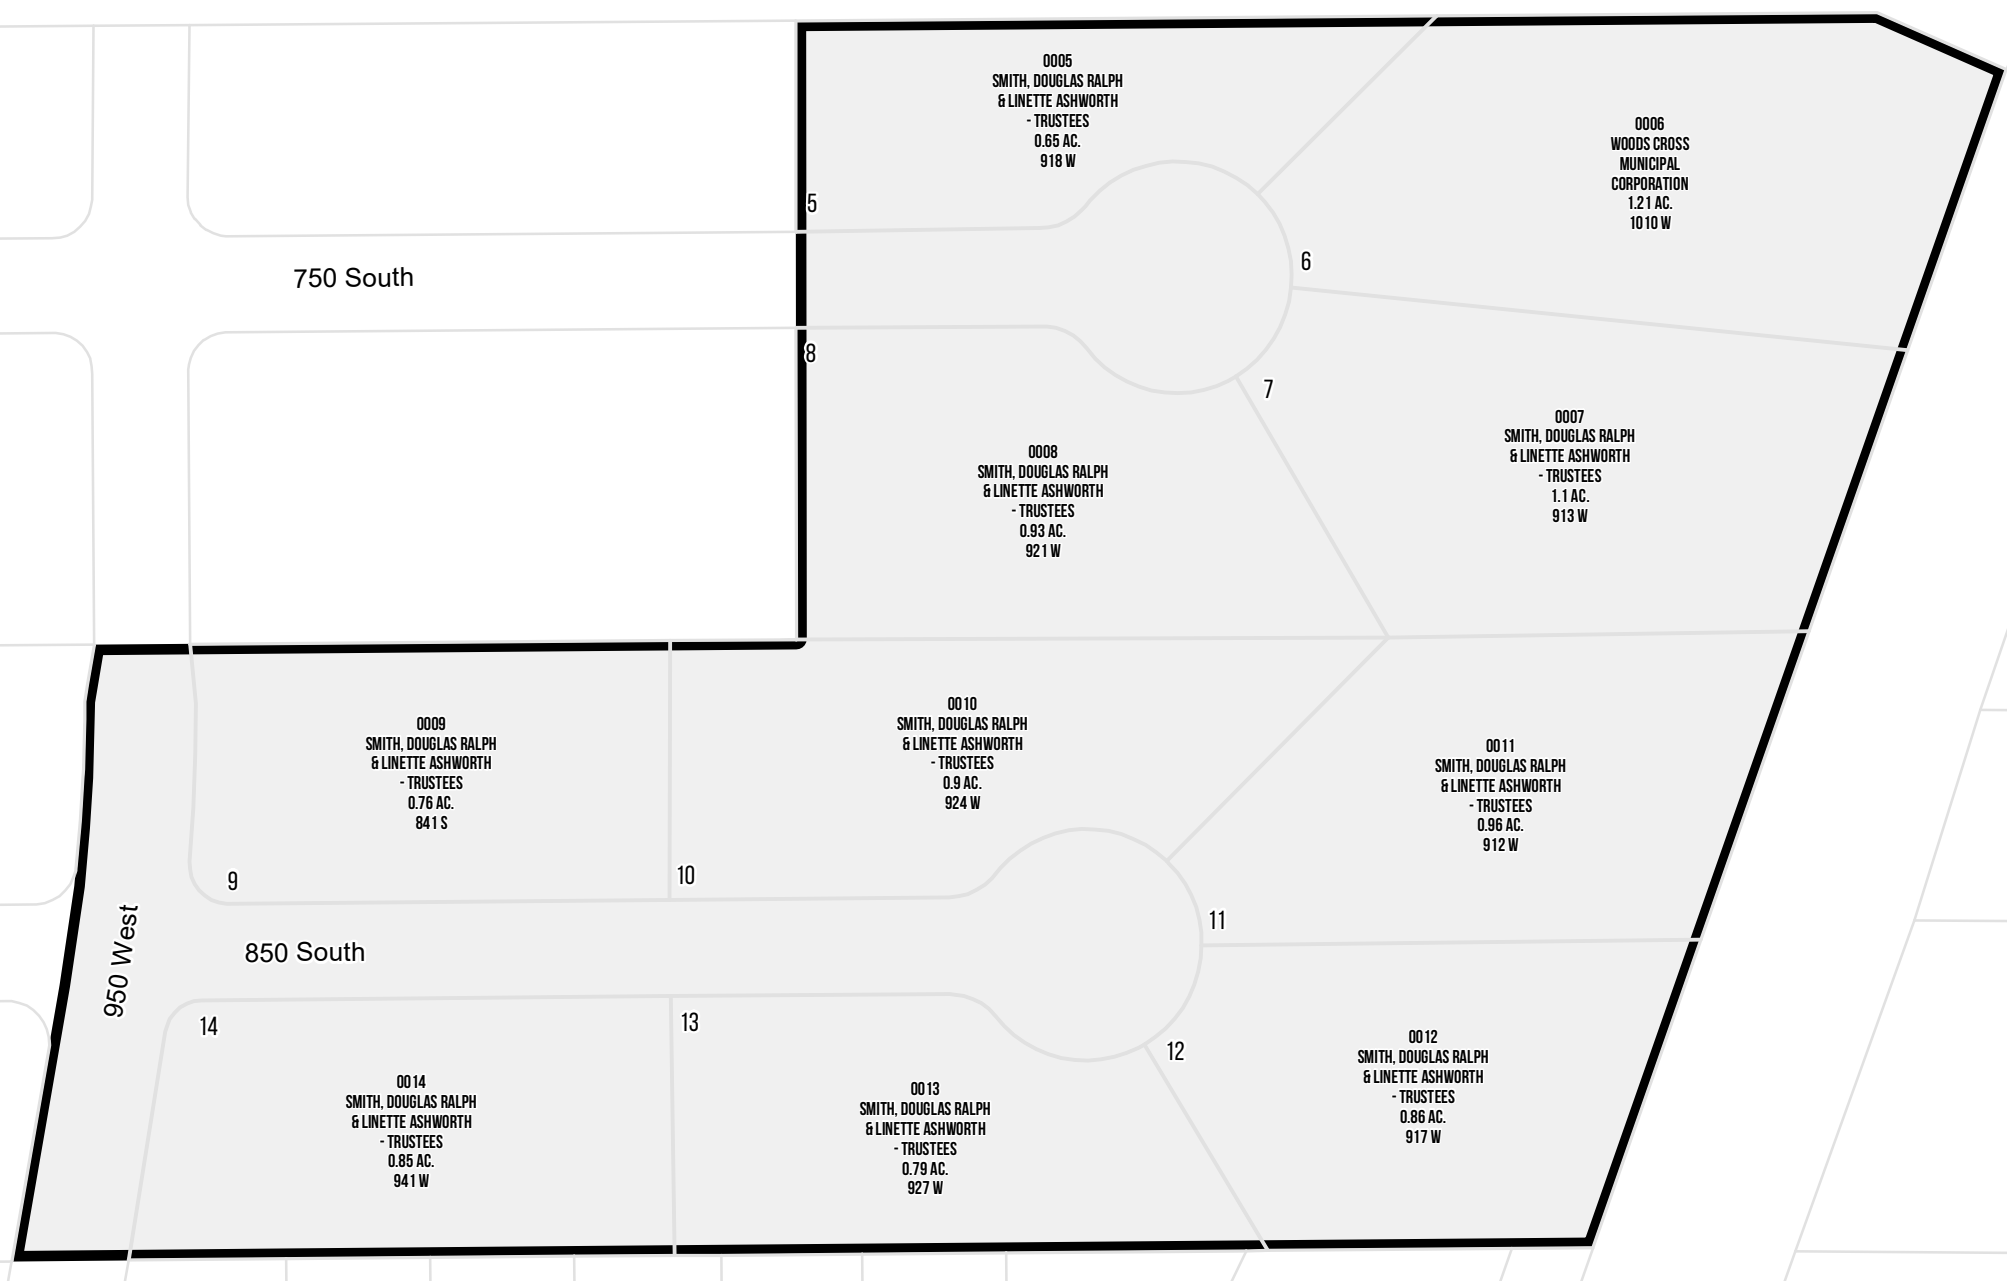 0005
SMITH, DOUGLAS RALPH
& LINETTE ASHWORTH
- TRUSTEES
0.65 AC.
918 W
0006
WOODS CROSS
MUNICIPAL
CORPORATION
1.21 AC.
1010 W
5
750 South
6
8
7
0008
SMITH, DOUGLAS RALPH
& LINETTE ASHWORTH
- TRUSTEES
0.93 AC.
921 W
0007
SMITH, DOUGLAS RALPH
& LINETTE ASHWORTH
- TRUSTEES
1.1 AC.
913 W
0009
SMITH, DOUGLAS RALPH
& LINETTE ASHWORTH
- TRUSTEES
0.76 AC.
841 S
0010
SMITH, DOUGLAS RALPH
& LINETTE ASHWORTH
- TRUSTEES
0.9 AC.
924 W
0011
SMITH, DOUGLAS RALPH
& LINETTE ASHWORTH
- TRUSTEES
0.96 AC.
912 W
9
10
11
950 West
850 South
14
13
12
0014
SMITH, DOUGLAS RALPH
& LINETTE ASHWORTH
- TRUSTEES
0.85 AC.
941 W
0013
SMITH, DOUGLAS RALPH
& LINETTE ASHWORTH
- TRUSTEES
0.79 AC.
927 W
0012
SMITH, DOUGLAS RALPH
& LINETTE ASHWORTH
- TRUSTEES
0.86 AC.
917 W